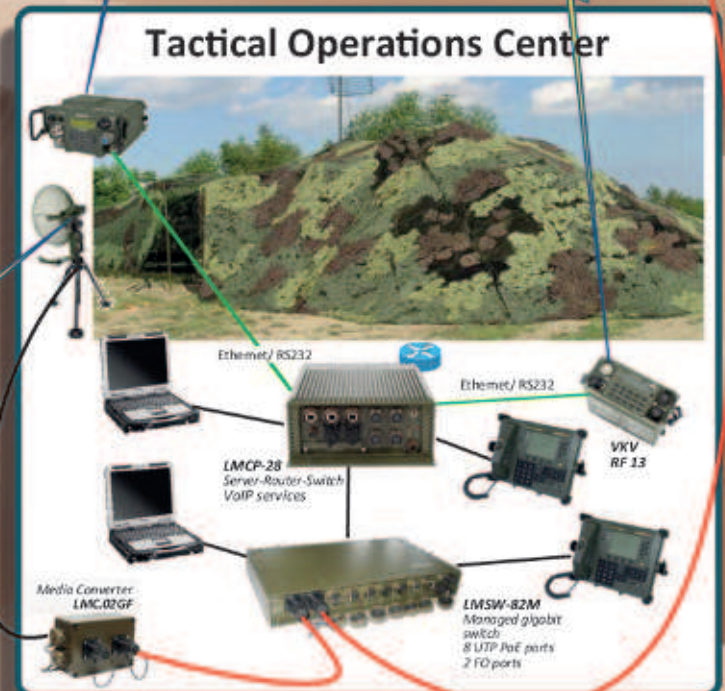 Tactical Operations Center
Ethernet/ RS232
Ethernet/ RS232
VKV
RF 13
LMCP-28
Server-Router-Switch
VoIP services
Media Converter
LMC.02GF
LMSW-82M
Managed gigabit
switch
8 UTP PoE ports
2 FO ports